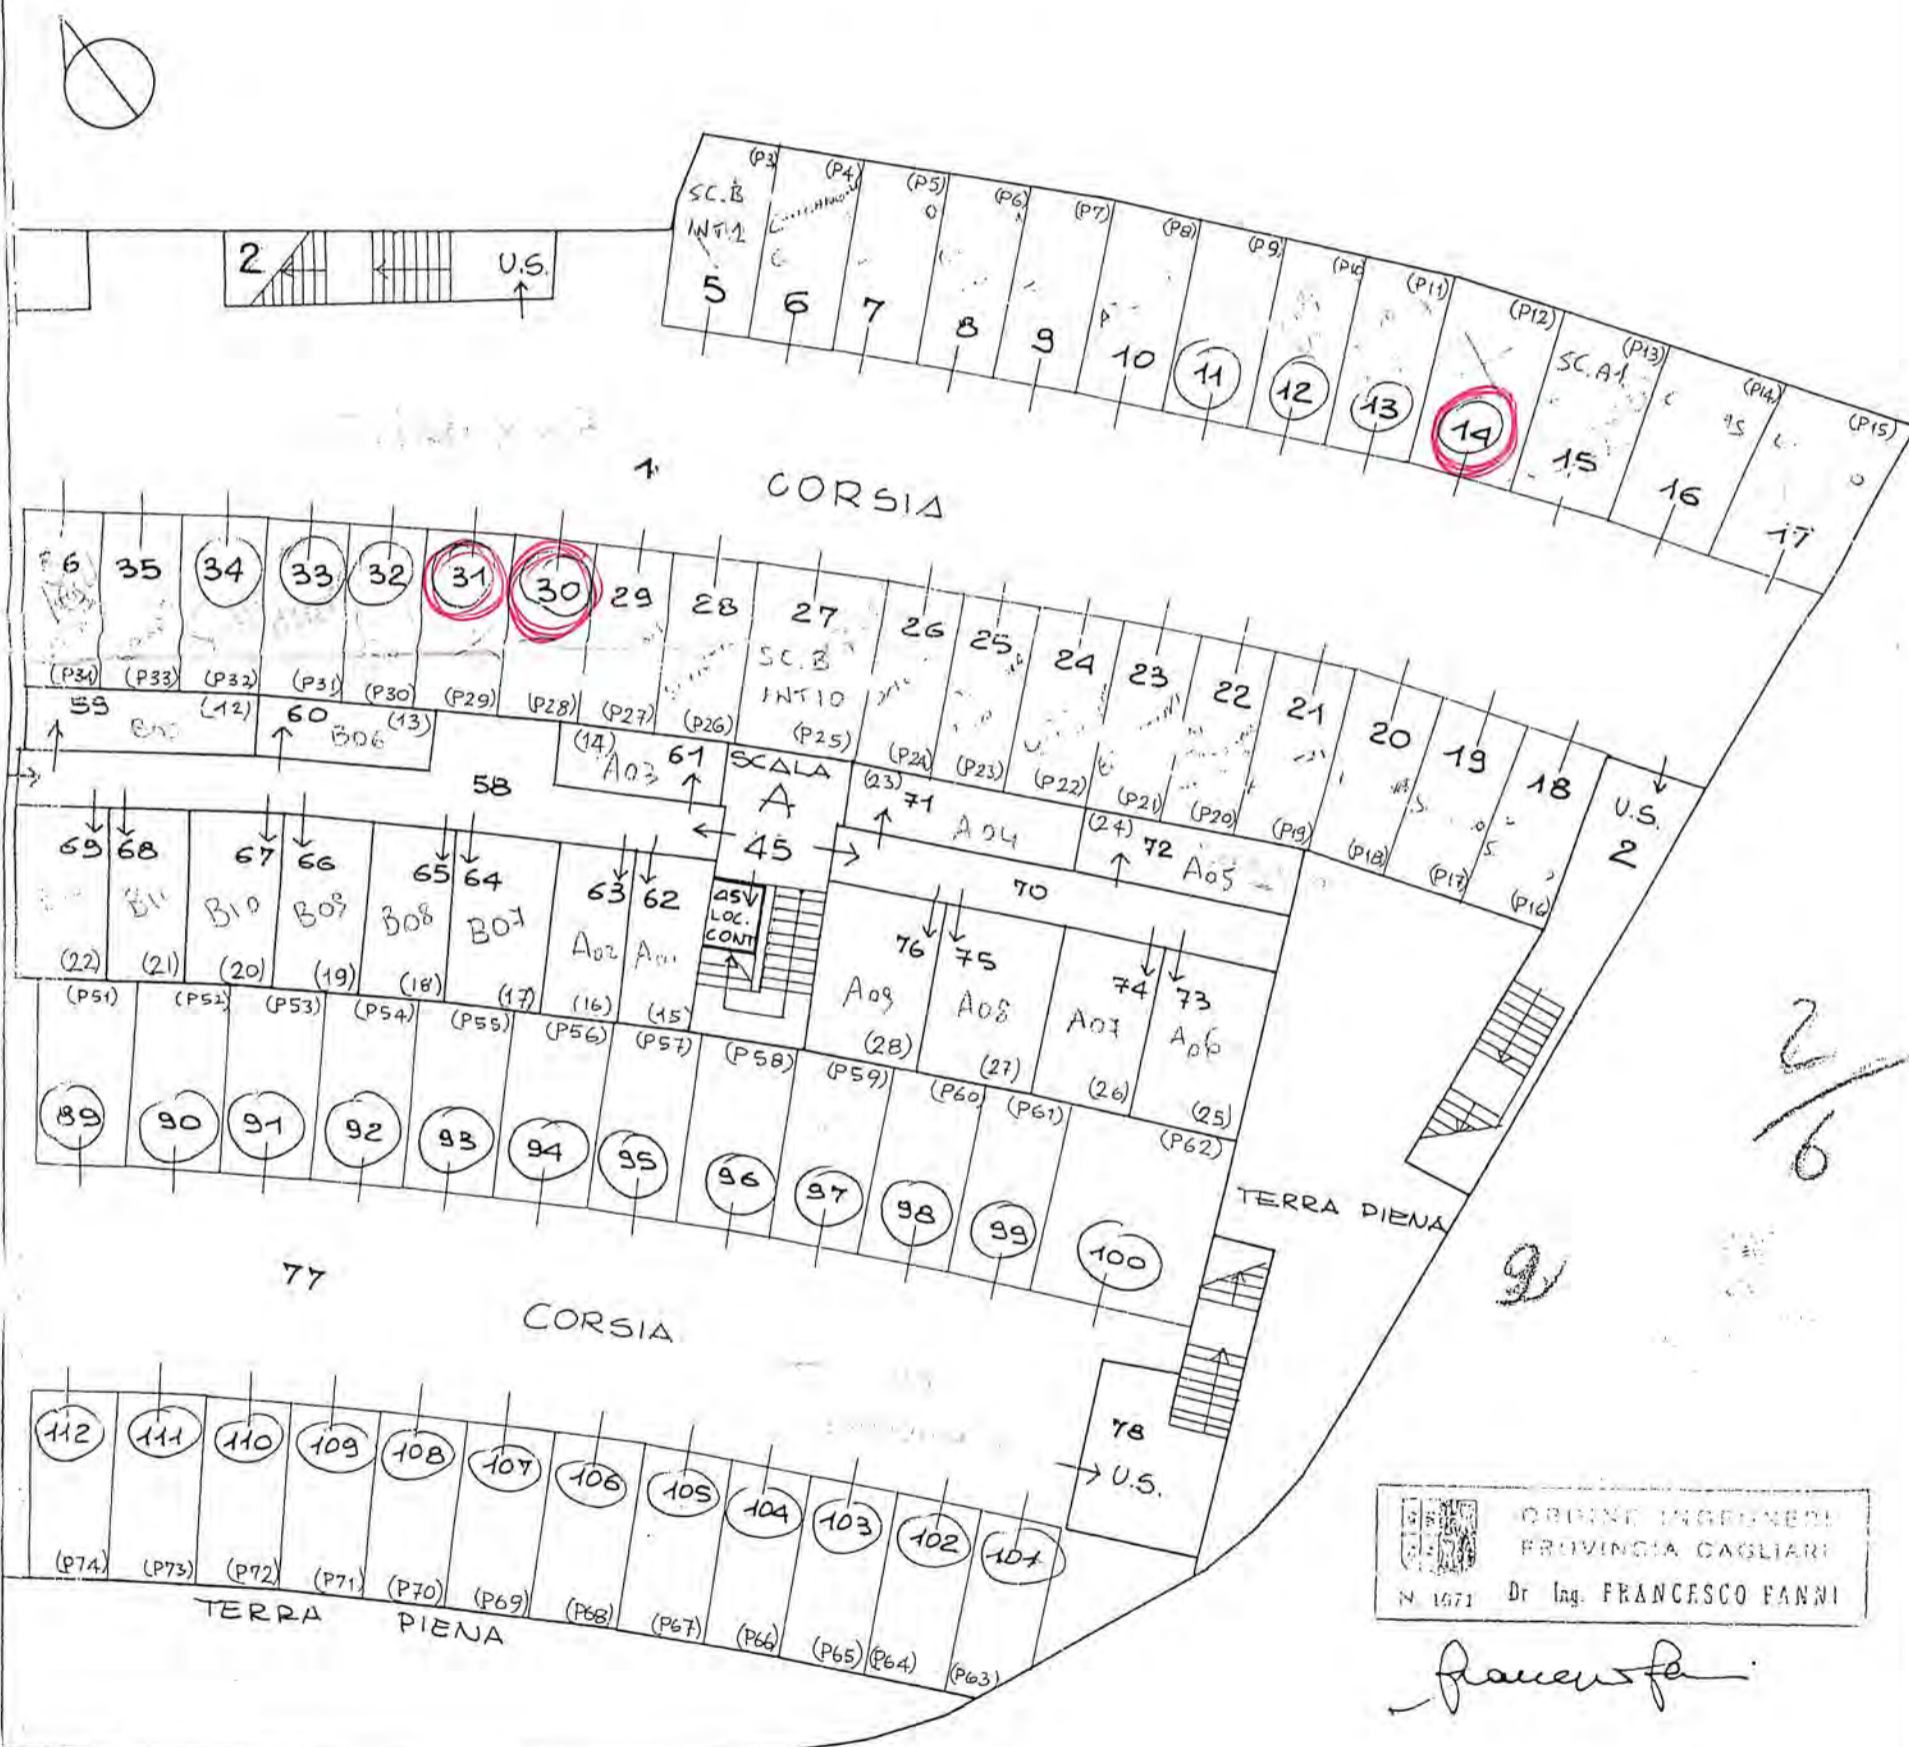 (P3) (P4) (P5) (P6) (P7) (P8) (P9) (P10) (P11) (P12) (P13) (P14) (P15)
SC.B
INT.1
SC.A1
2 U.S.
5 6 7 8 9 10 11 12 13 14 15 16 17
1 CORSIA
6 35 34 33 32 31 30 29 28 27 26 25 24 23 22 21 20 19 18
SC.B
INT 10
U.S.
2
(P34) (P33) (P32) (P31) (P30) (P29) (P28) (P27) (P26) (P25) (P24) (P23) (P22) (P21) (P20) (P19) (P18) (P17) (P16)
59 (12) 60 B06 (13)
(14) A03 61
SCALA
A
45
(23) 71 A04 (24) 72 A05
58
70
69 68 67 66 65 64 63 62
B11 B10 B09 B08 B07 A02 A01
(22) (21) (20) (19) (18) (17) (16) (15)
45
LOC.
CONT
76 75 74 73
A09 A08 A07 A06
(28) (27) (26) (25)
(P51) (P52) (P53) (P54) (P55) (P56) (P57) (P58) (P59) (P60) (P61) (P62)
89 90 91 92 93 94 95 96 97 98 99 100
TERRA PIENA
2/6
9
77
CORSIA
78
U.S.
112 111 110 109 108 107 106 105 104 103 102 101
(P74) (P73) (P72) (P71) (P70) (P69) (P68) (P67) (P66) (P65) (P64) (P63)
TERRA PIENA
ORDINE INGEGNERI
PROVINCIA CAGLIARI
N. 1071 Dr Ing. FRANCESCO FANNI